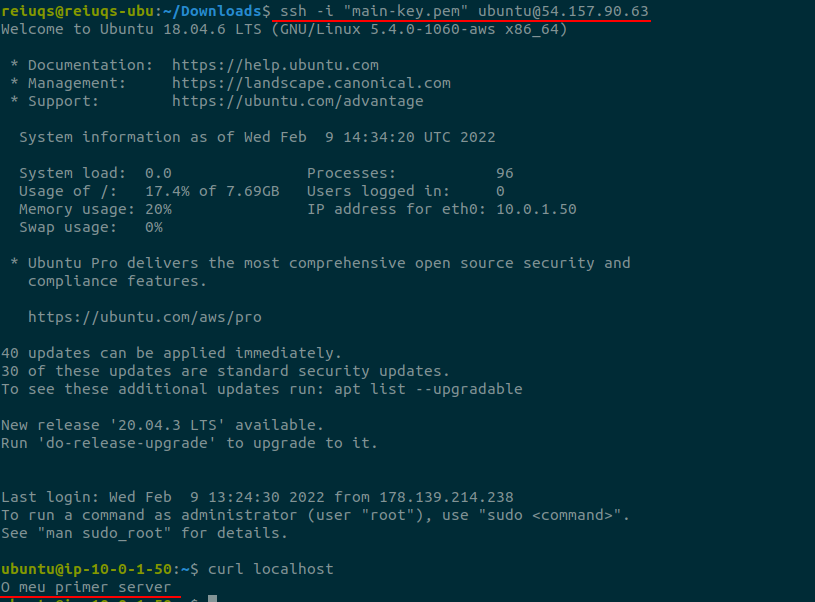 reiuqs@reiuqs-ubu:~/Downloads$ ssh -i "main-key.pem" ubuntu@54.157.90.63
Welcome to Ubuntu 18.04.6 LTS (GNU/Linux 5.4.0-1060-aws x86_64)
* Documentation: https://help.ubuntu.com
* Management: https://landscape.canonical.com
* Support: https://ubuntu.com/advantage
System information as of Wed Feb 9 14:34:20 UTC 2022
System load: 0.0 Processes: 96
Usage of /: 17.4% of 7.69GB Users logged in: 0
Memory usage: 20% IP address for eth0: 10.0.1.50
Swap usage: 0%
* Ubuntu Pro delivers the most comprehensive open source security and
compliance features.
https://ubuntu.com/aws/pro
40 updates can be applied immediately.
30 of these updates are standard security updates.
To see these additional updates run: apt list --upgradable
New release '20.04.3 LTS' available.
Run 'do-release-upgrade' to upgrade to it.
Last login: Wed Feb 9 13:24:30 2022 from 178.139.214.238
To run a command as administrator (user "root"), use "sudo <command>".
See "man sudo_root" for details.
ubuntu@ip-10-0-1-50:~$ curl localhost
O meu primer server
ubuntu@ip-10-0-1-50:~$